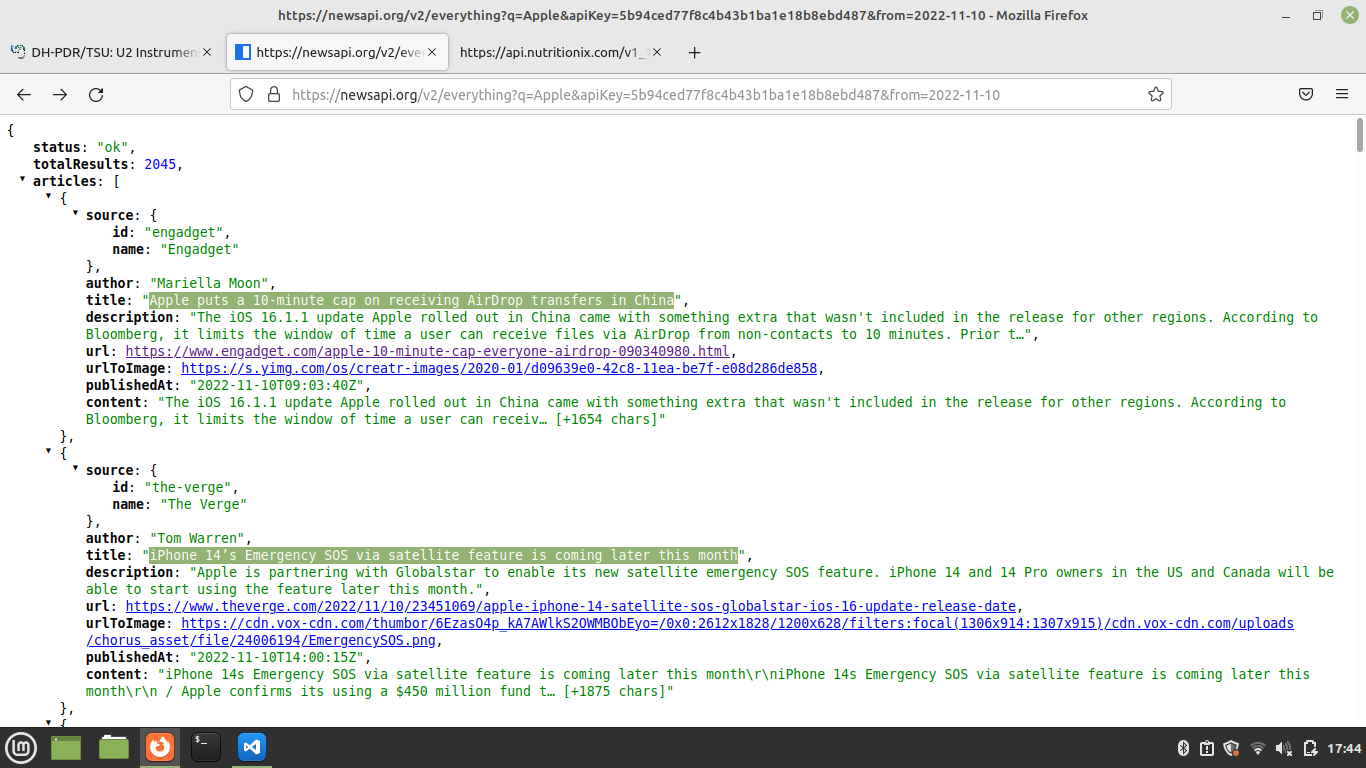 https://newsapi.org/v2/everything?q=Apple&apiKey=5b94ced77f8c4b43b1ba1e18b8ebd487&from=2022-11-10 - Mozilla Firefox
DH-PDR/TSU: U2 Instrumen
https://newsapi.org/v2/eve
https://api.nutritionix.com/v1_1
https://newsapi.org/v2/everything?q=Apple&apiKey=5b94ced77f8c4b43b1ba1e18b8ebd487&from=2022-11-10
{
status: "ok",
totalResults: 2045,
articles: [
{
source: {
id: "engadget",
name: "Engadget"
},
author: "Mariella Moon",
title: "Apple puts a 10-minute cap on receiving AirDrop transfers in China",
description: "The iOS 16.1.1 update Apple rolled out in China came with something extra that wasn't included in the release for other regions. According to
Bloomberg, it limits the window of time a user can receive files via AirDrop from non-contacts to 10 minutes. Prior t…",
url: https://www.engadget.com/apple-10-minute-cap-everyone-airdrop-090340980.html,
urlToImage: https://s.yimg.com/os/creatr-images/2020-01/d09639e0-42c8-11ea-be7f-e08d286de858,
publishedAt: "2022-11-10T09:03:40Z",
content: "The iOS 16.1.1 update Apple rolled out in China came with something extra that wasn't included in the release for other regions. According to
Bloomberg, it limits the window of time a user can receiv… [+1654 chars]"
},
{
source: {
id: "the-verge",
name: "The Verge"
},
author: "Tom Warren",
title: "iPhone 14’s Emergency SOS via satellite feature is coming later this month",
description: "Apple is partnering with Globalstar to enable its new satellite emergency SOS feature. iPhone 14 and 14 Pro owners in the US and Canada will be
able to start using the feature later this month.",
url: https://www.theverge.com/2022/11/10/23451069/apple-iphone-14-satellite-sos-globalstar-ios-16-update-release-date,
urlToImage: https://cdn.vox-cdn.com/thumbor/6EzasO4p_kA7AWlkS2OWMBObEyo=/0x0:2612x1828/1200x628/filters:focal(1306x914:1307x915)/cdn.vox-cdn.com/uploads
/chorus_asset/file/24006194/EmergencySOS.png,
publishedAt: "2022-11-10T14:00:15Z",
content: "iPhone 14s Emergency SOS via satellite feature is coming later this month\r\niPhone 14s Emergency SOS via satellite feature is coming later this
month\r\n / Apple confirms its using a $450 million fund t… [+1875 chars]"
},
{
17:44